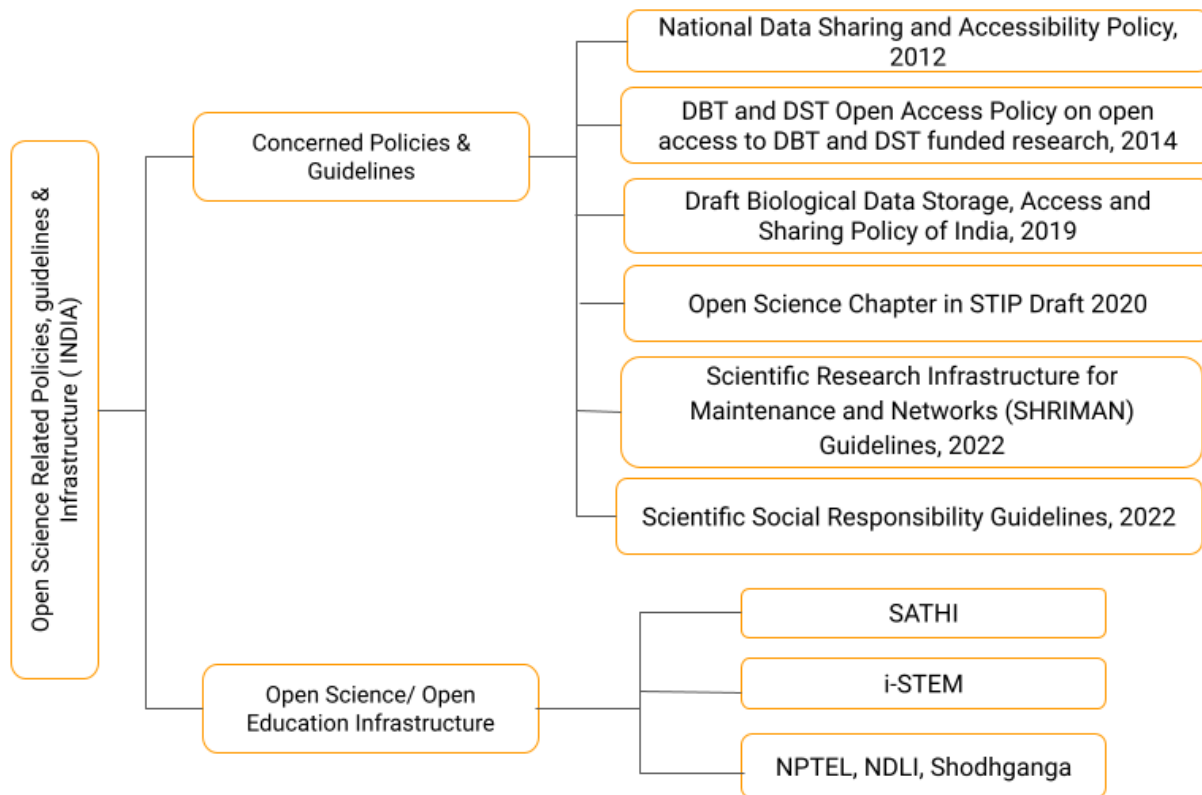 Open Science Related Policies, guidelines &
Infrastructure ( INDIA)
Concerned Policies &
Guidelines
National Data Sharing and Accessibility Policy,
2012
DBT and DST Open Access Policy on open
access to DBT and DST funded research, 2014
Draft Biological Data Storage, Access and
Sharing Policy of India, 2019
Open Science Chapter in STIP Draft 2020
Scientific Research Infrastructure for
Maintenance and Networks (SHRIMAN)
Guidelines, 2022
Scientific Social Responsibility Guidelines, 2022
Open Science/ Open
Education Infrastructure
SATHI
i-STEM
NPTEL, NDLI, Shodhganga